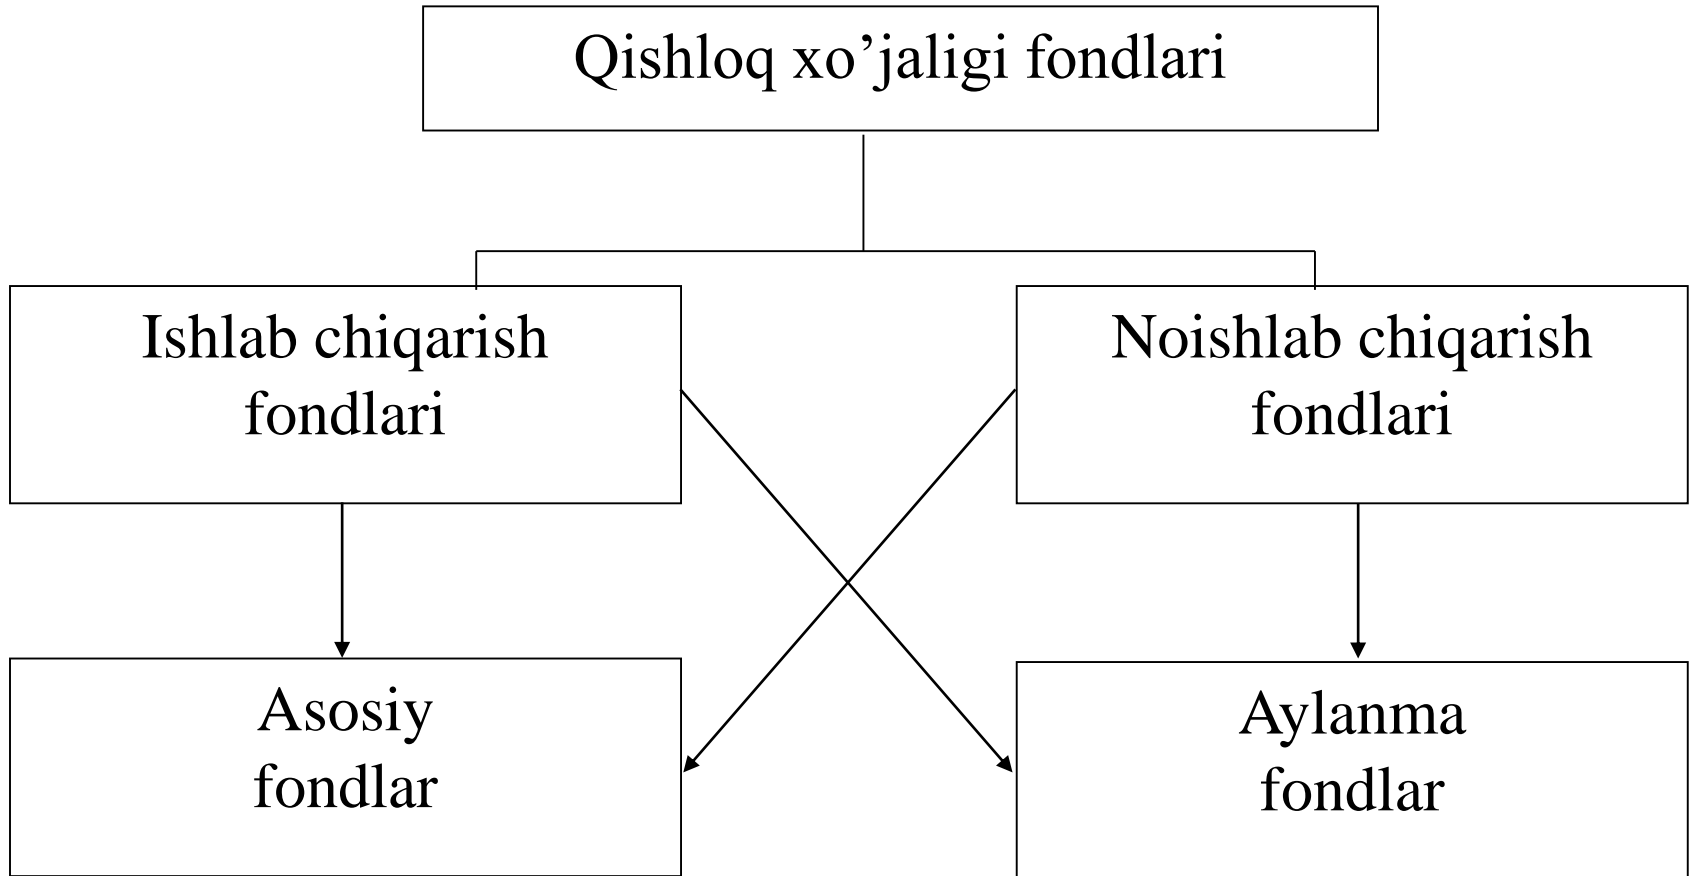 Qishloq xo’jaligi fondlari
Ishlab chiqarish
fondlari
Noishlab chiqarish
fondlari
Asosiy
fondlar
Aylanma
fondlar